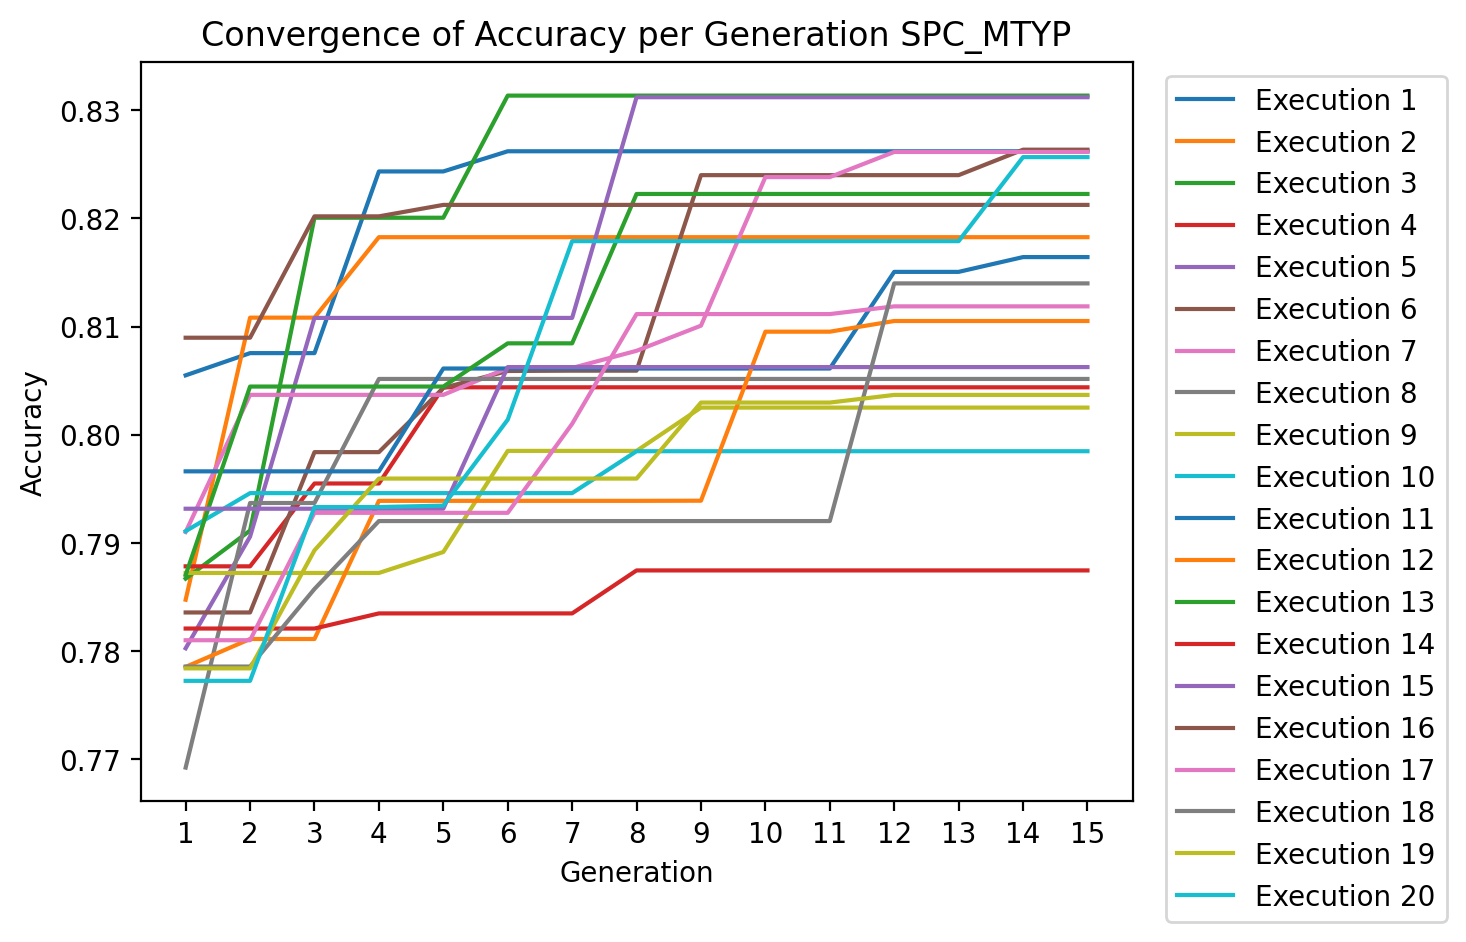 Convergence of Accuracy per Generation SPC_MTYP
Accuracy
0.83
0.82
0.81
0.80
0.79
0.78
0.77
1 2 3 4 5 6 7 8 9 10 11 12 13 14 15
Generation
Execution 1
Execution 2
Execution 3
Execution 4
Execution 5
Execution 6
Execution 7
Execution 8
Execution 9
Execution 10
Execution 11
Execution 12
Execution 13
Execution 14
Execution 15
Execution 16
Execution 17
Execution 18
Execution 19
Execution 20